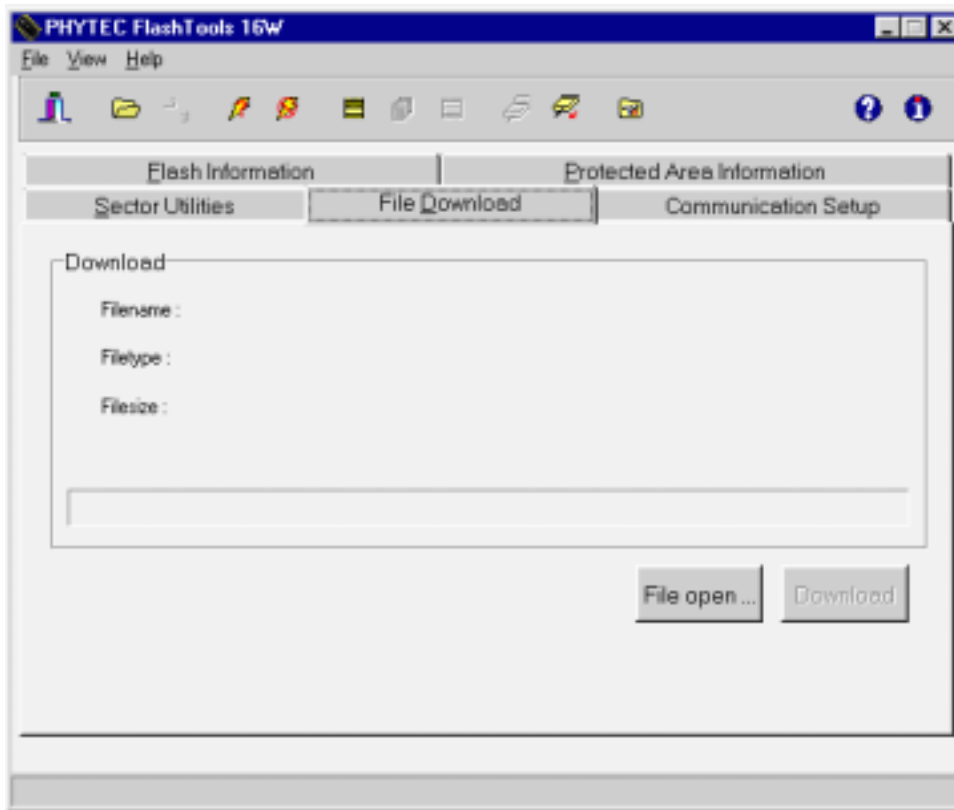 PHYTEC FlashTools 16W
File View Help
Flash Information Protected Area Information
Sector Utilities File Download Communication Setup
Download
Filename :
Filetype :
Filesize :
File open ... Download